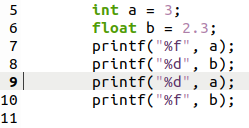 5 int a = 3;
6 float b = 2.3;
7 printf("%f", a);
8 printf("%d", b);
9 printf("%d", a);
10 printf("%f", b);
11